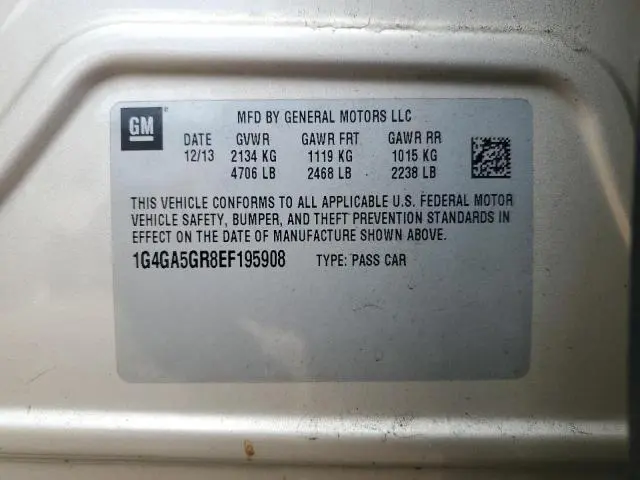 GM
MFD BY GENERAL MOTORS LLC
DATE GVWR GAWR FRT GAWR RR
12/13 2134 KG 1119 KG 1015 KG
4706 LB 2468 LB 2238 LB
THIS VEHICLE CONFORMS TO ALL APPLICABLE U.S. FEDERAL MOTOR
VEHICLE SAFETY, BUMPER, AND THEFT PREVENTION STANDARDS IN
EFFECT ON THE DATE OF MANUFACTURE SHOWN ABOVE.
1G4GA5GR8EF195908 TYPE: PASS CAR